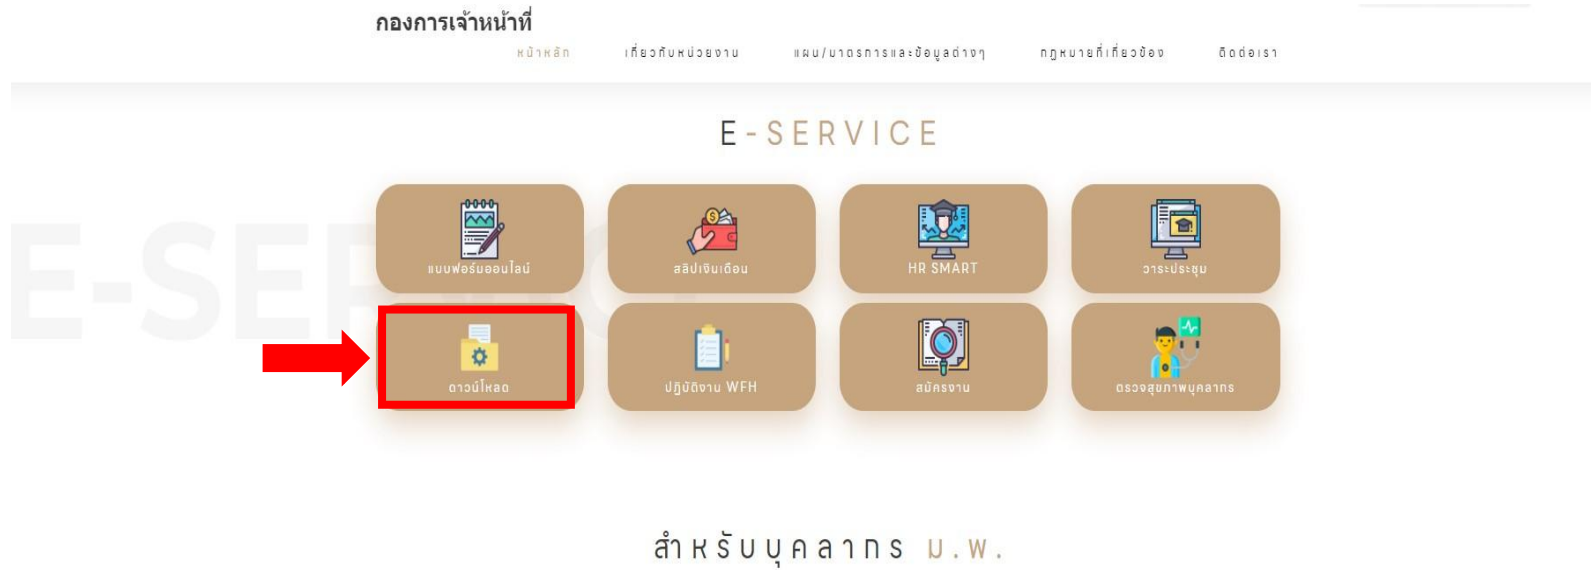 กองการเจ้าหน้าที่
หน้าหลัก เกี่ยวกับหน่วยงาน แผน/มาตรการและข้อมูลต่างๆ กฎหมายที่เกี่ยวข้อง ติดต่อเรา
E-SERVICE
แบบฟอร์มออนไลน์ สลิปเงินเดือน HR SMART วาระประชุม
ดาวน์โหลด ปฏิบัติงาน WFH สมัครงาน ตรวจสุขภาพบุคลากร
สำหรับบุคลากร ม.พ.